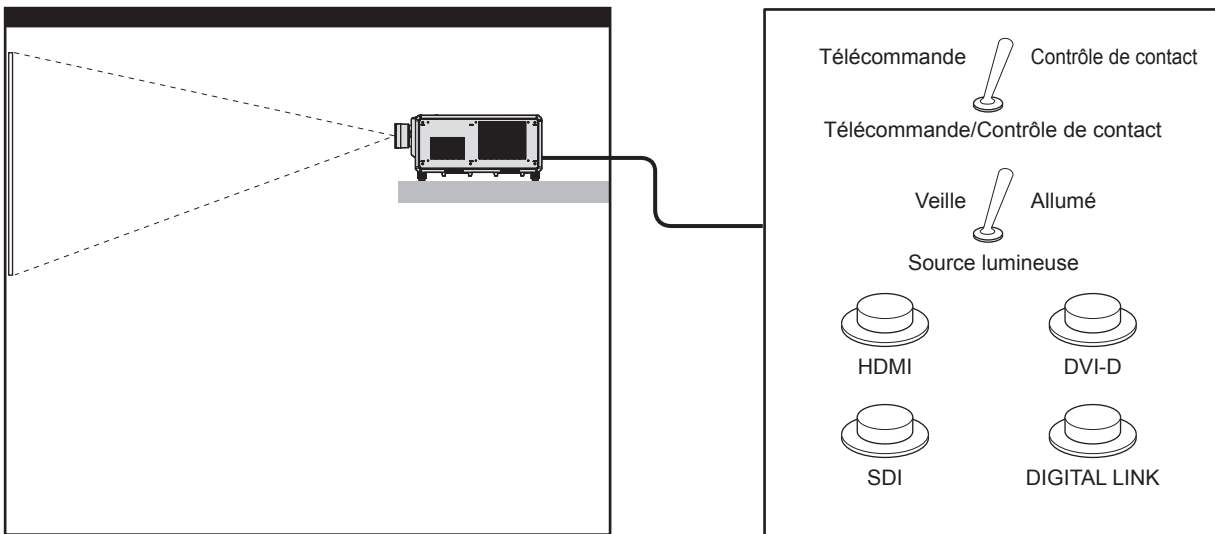 Télécommande Contrôle de contact
Télécommande/Contrôle de contact
Veille Allumé
Source lumineuse
HDMI DVI-D
SDI DIGITAL LINK